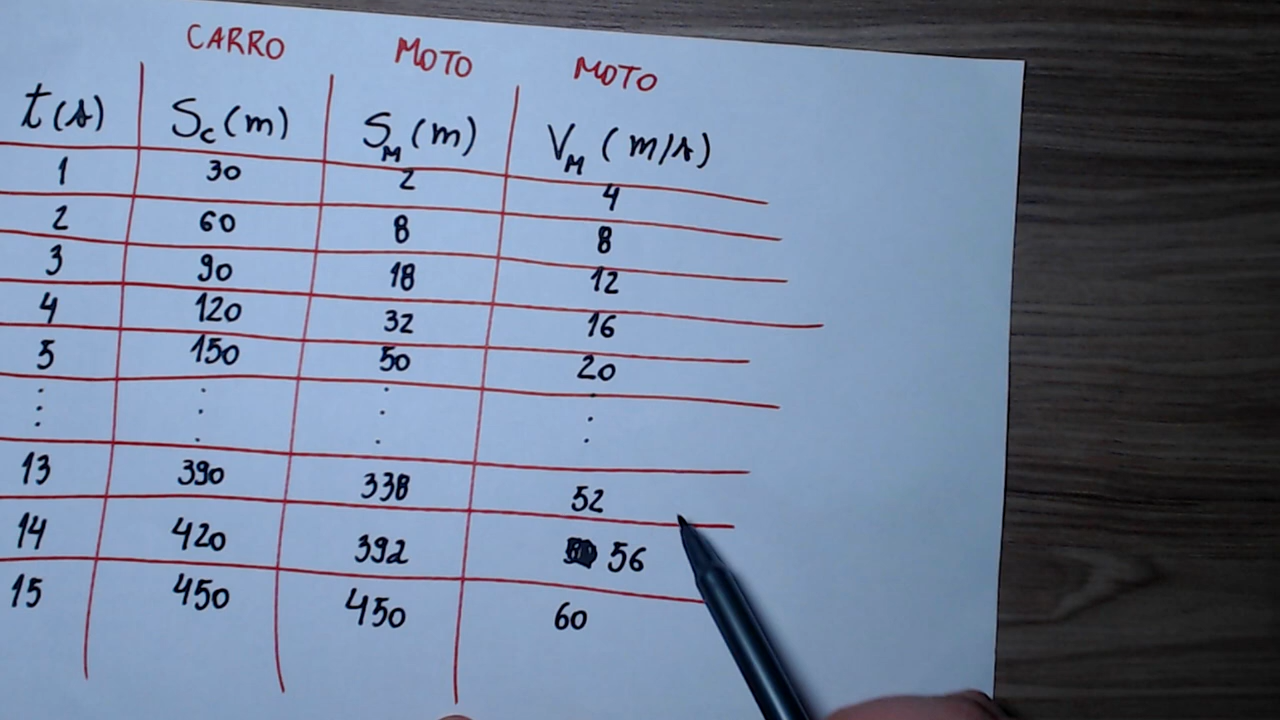 CARRO MOTO MOTO
t(s) Sc(m) SM(m) VM(m/s)
1 30 2 4
2 60 8 8
3 90 18 12
4 120 32 16
5 150 50 20
⋮ ⋮ ⋮ ⋮
13 390 338 52
14 420 392 56
15 450 450 60